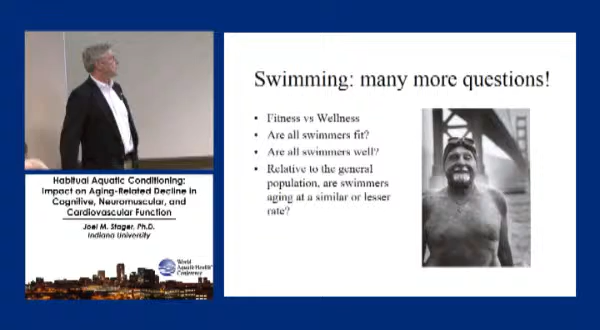 Swimming: many more questions!
• Fitness vs Wellness
• Are all swimmers fit?
• Are all swimmers well?
• Relative to the general
population, are swimmers
aging at a similar or lesser
rate?
Habitual Aquatic Conditioning:
Impact on Aging-Related Decline in
Cognitive, Neuromuscular, and
Cardiovascular Function
Joel M. Stager, Ph.D.
Indiana University
World
Aquatic Health
Conference